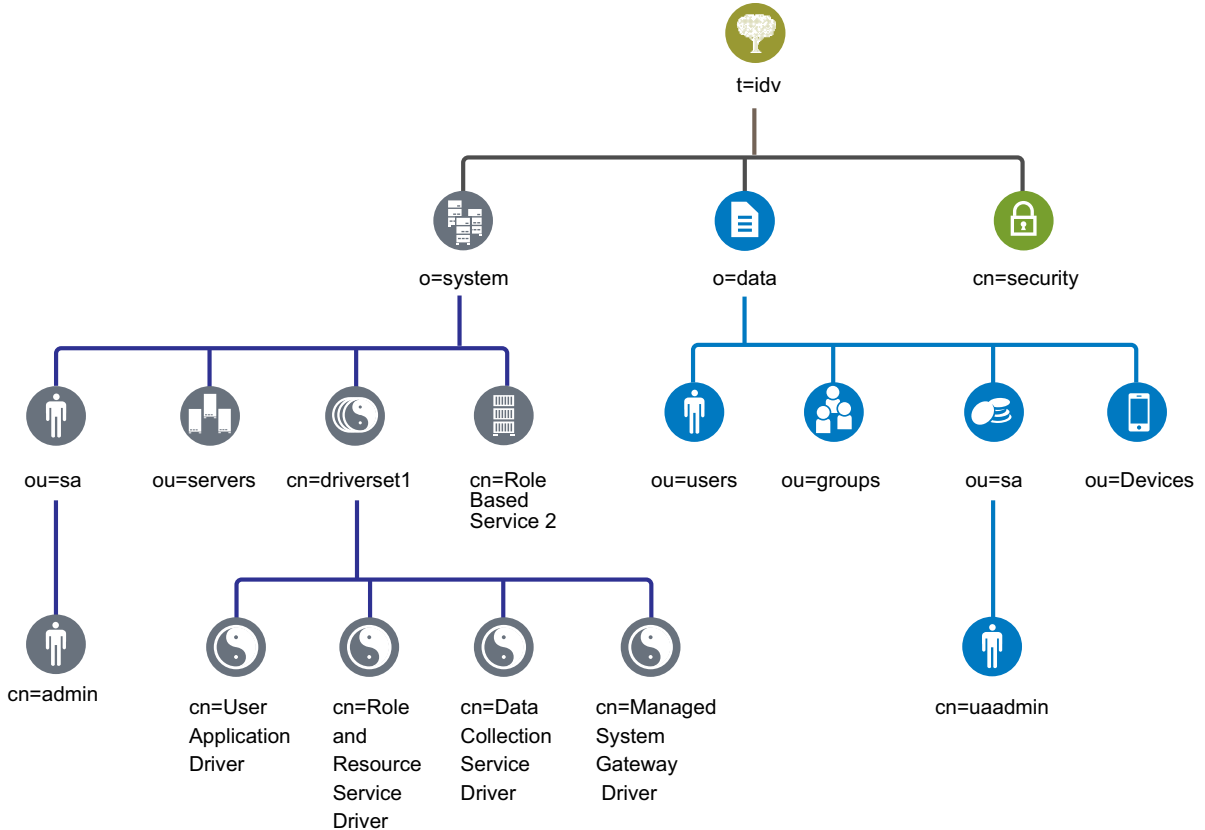 t=idv
o=system
o=data
cn=security
ou=sa
ou=servers
cn=driverset1
cn=Role
Based
Service 2
ou=users
ou=groups
ou=sa
ou=Devices
cn=admin
cn=User
Application
Driver
cn=Role
and
Resource
Service
Driver
cn=Data
Collection
Service
Driver
cn=Managed
System
Gateway
Driver
cn=uaadmin